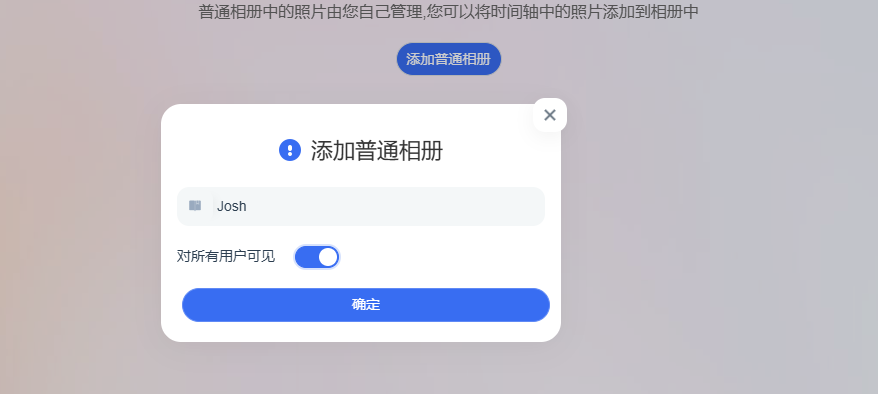 普通相册中的照片由您自己管理,您可以将时间轴中的照片添加到相册中
添加普通相册
添加普通相册
Josh
对所有用户可见
确定